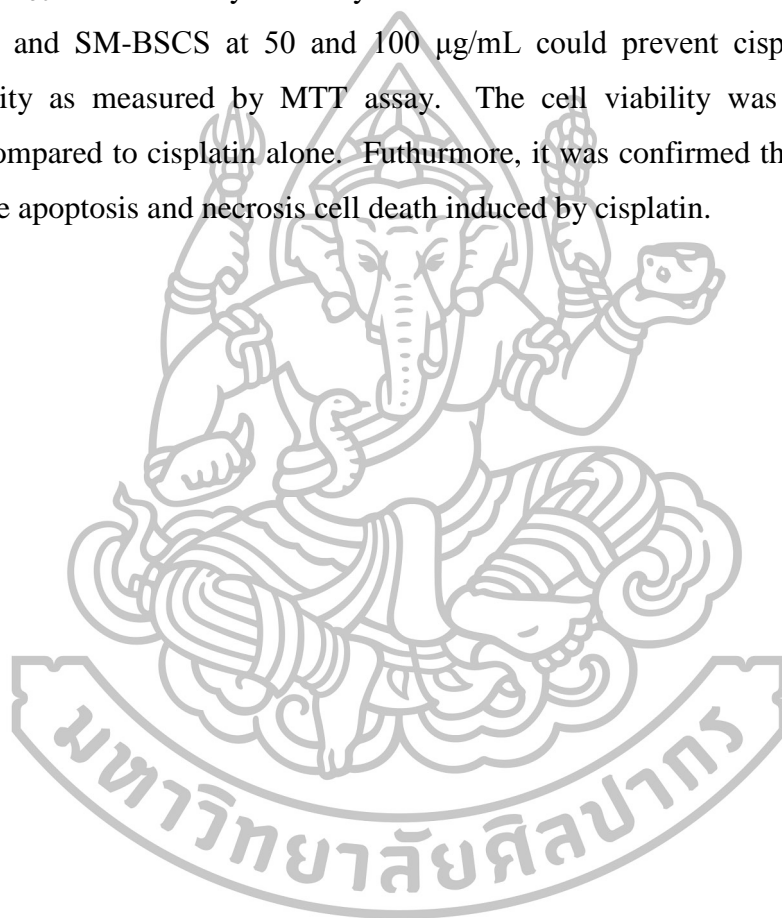 and SM-BSCS at 50 and 100 μg/mL could prevent
ity as measured by MTT assay. The cell viability was
ompared to cisplatin alone. Futhurmore, it was confirmed
e apoptosis and necrosis cell death induced by cisplatin.
มหาวิทยาลัยศิลปากร